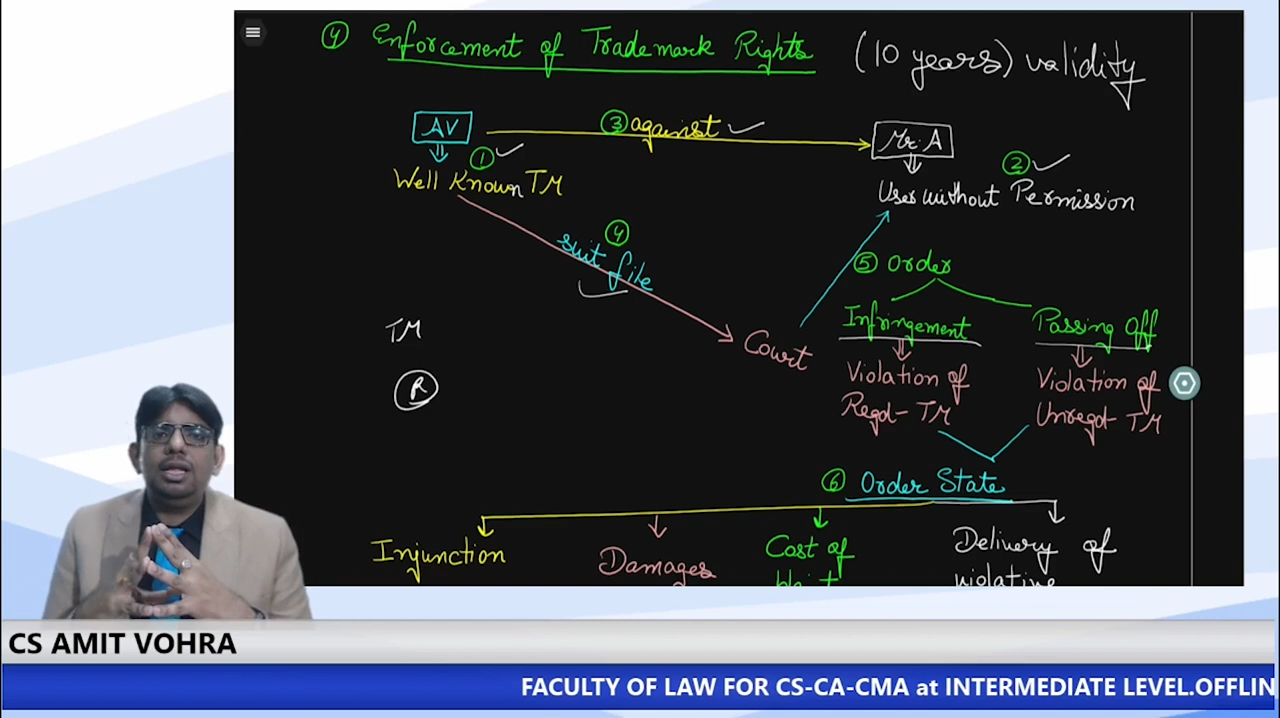 ④ Enforcement of Trademark Rights (10 years) validity
AV ③ against Mr. A
① Well Known TM
② User without Permission
④ suit file
⑤ Order
Court
Infringement Passing Off
Violation of Regd- TM
Violation of Unregd- TM
TM
R
⑥ Order State
Injunction Damages Cost of Delivery of
violative
CS AMIT VOHRA
FACULTY OF LAW FOR CS-CA-CMA at INTERMEDIATE LEVEL.OFFLIN